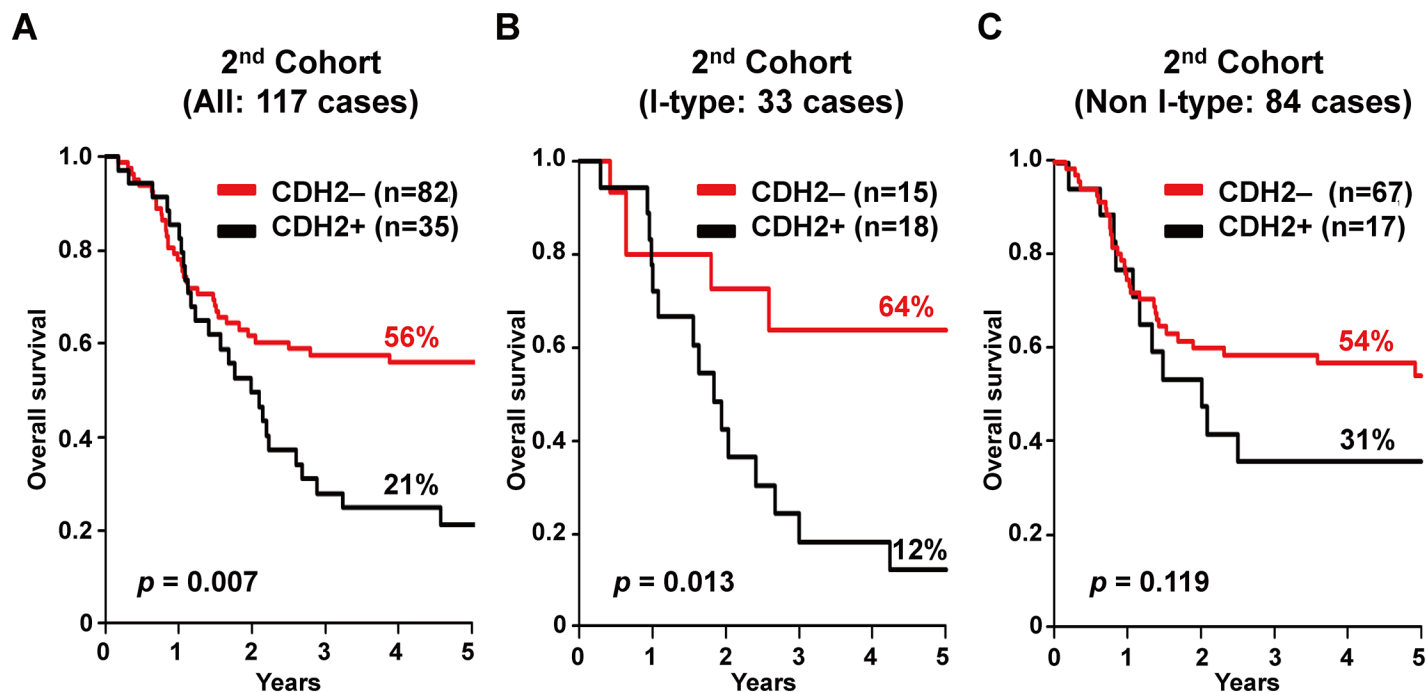 A
2nd Cohort
(All: 117 cases)
Overall survival
1.0
0.8
0.6
0.4
0.2
0
CDH2– (n=82)
CDH2+ (n=35)
56%
21%
p = 0.007
0 1 2 3 4 5
Years
B
2nd Cohort
(I-type: 33 cases)
Overall survival
1.0
0.8
0.6
0.4
0.2
0
CDH2– (n=15)
CDH2+ (n=18)
64%
12%
p = 0.013
0 1 2 3 4 5
Years
C
2nd Cohort
(Non I-type: 84 cases)
Overall survival
1.0
0.8
0.6
0.4
0.2
0
CDH2– (n=67)
CDH2+ (n=17)
54%
31%
p = 0.119
0 1 2 3 4 5
Years